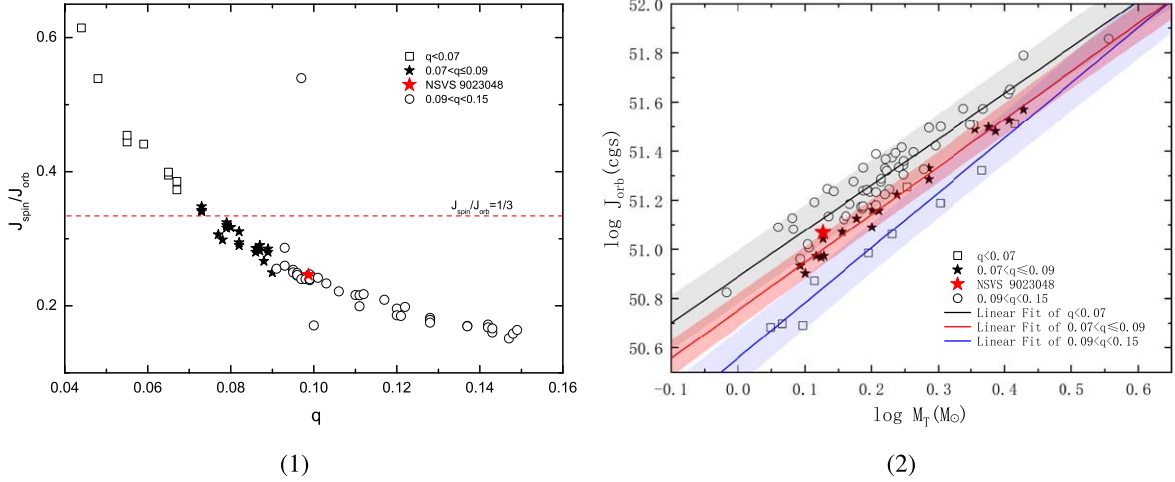 0.6
0.4
0.2
0.04
0.06
0.08
0.10
0.12
0.14
0.16
J_spin/J_orb
q
q<0.07
0.07<q≤0.09
NSVS 9023048
0.09<q<0.15
J_spin/J_orb=1/3
(1)
52.0
51.8
51.6
51.4
51.2
51.0
50.8
50.6
-0.1
0.0
0.1
0.2
0.3
0.4
0.5
0.6
log J_orb(cgs)
log M_T(M_⊙)
q<0.07
0.07<q≤0.09
NSVS 9023048
0.09<q<0.15
Linear Fit of q<0.07
Linear Fit of 0.07<q≤0.09
Linear Fit of 0.09<q<0.15
(2)